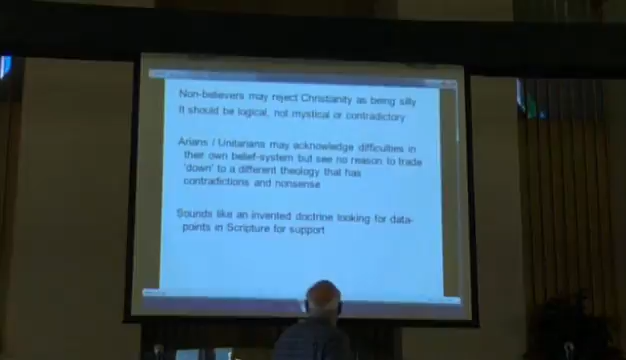 Non-believers may reject Christianity as being silly
It should be logical, not mystical or contradictory
Arians / Unitarians may acknowledge difficulties in
their own belief-system but see no reason to trade
'down' to a different theology that has
contradictions and nonsense
Sounds like an invented doctrine looking for data-
points in Scripture for support